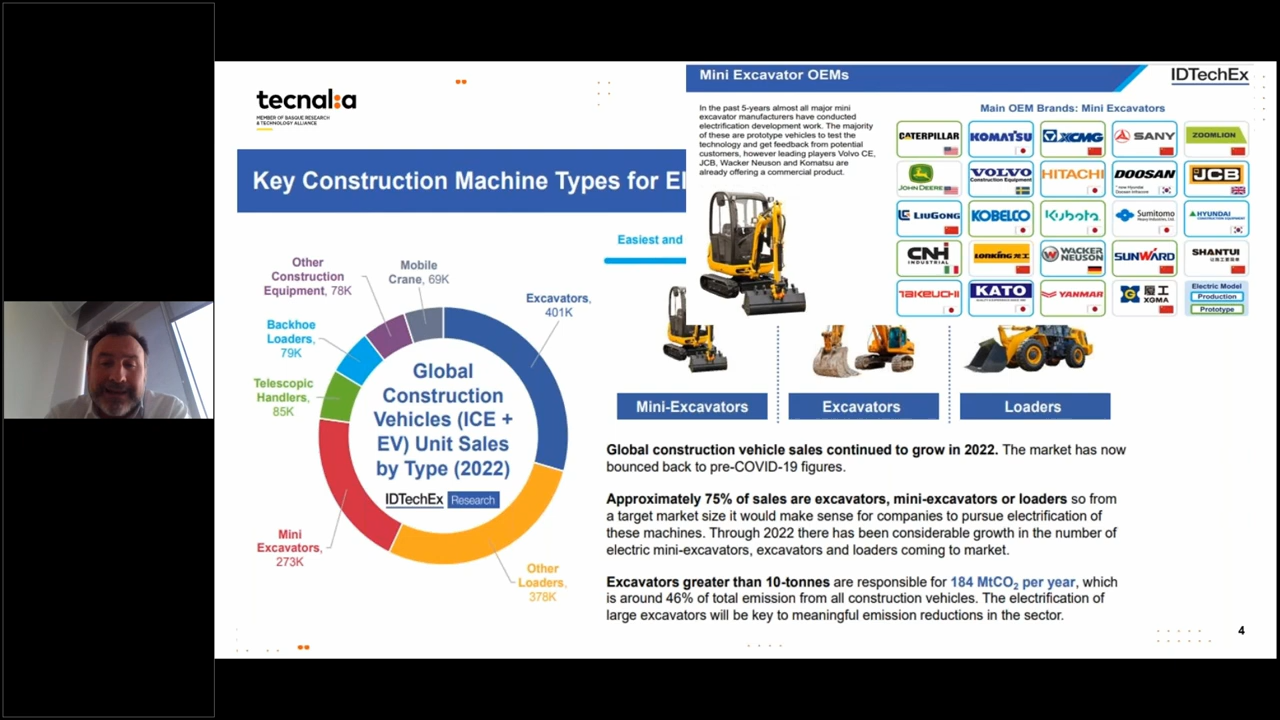 tecnalia
MEMBER OF BASQUE RESEARCH
& TECHNOLOGY ALLIANCE
Key Construction Machine Types for El
Easiest and
Mini Excavator OEMs
IDTechEx
In the past 5-years almost all major mini
excavator manufacturers have conducted
electrification development work. The majority
of these are prototype vehicles to test the
technology and get feedback from potential
customers, however leading players Volvo CE,
JCB, Wacker Neuson and Komatsu are
already offering a commercial product.
Main OEM Brands: Mini Excavators
CATERPILLAR
KOMATSU
XCMG
SANY
ZOOMLION
JOHN DEERE
VOLVO
Construction Equipment
HITACHI
DOOSAN
JCB
LIUGONG
KOBELCO
Kubota
Sumitomo
Heavy Industries, Ltd.
HYUNDAI
CONSTRUCTION EQUIPMENT
CNH
INDUSTRIAL
LONKING
WACKER
NEUSON
SUNWARD
SHANTUI
TAKEUCHI
KATO
YANMAR
厦工
XGMA
Electric Model
Production
Prototype
Other
Construction
Equipment, 78K
Mobile
Crane, 69K
Excavators,
401K
Backhoe
Loaders,
79K
Telescopic
Handlers,
85K
Mini
Excavators,
273K
Other
Loaders,
378K
Global
Construction
Vehicles (ICE +
EV) Unit Sales
by Type (2022)
IDTechEx Research
Mini-Excavators
Excavators
Loaders
Global construction vehicle sales continued to grow in 2022. The market has now
bounced back to pre-COVID-19 figures.
Approximately 75% of sales are excavators, mini-excavators or loaders so from
a target market size it would make sense for companies to pursue electrification of
these machines. Through 2022 there has been considerable growth in the number of
electric mini-excavators, excavators and loaders coming to market.
Excavators greater than 10-tonnes are responsible for 184 MtCO₂ per year, which
is around 46% of total emission from all construction vehicles. The electrification of
large excavators will be key to meaningful emission reductions in the sector.
4